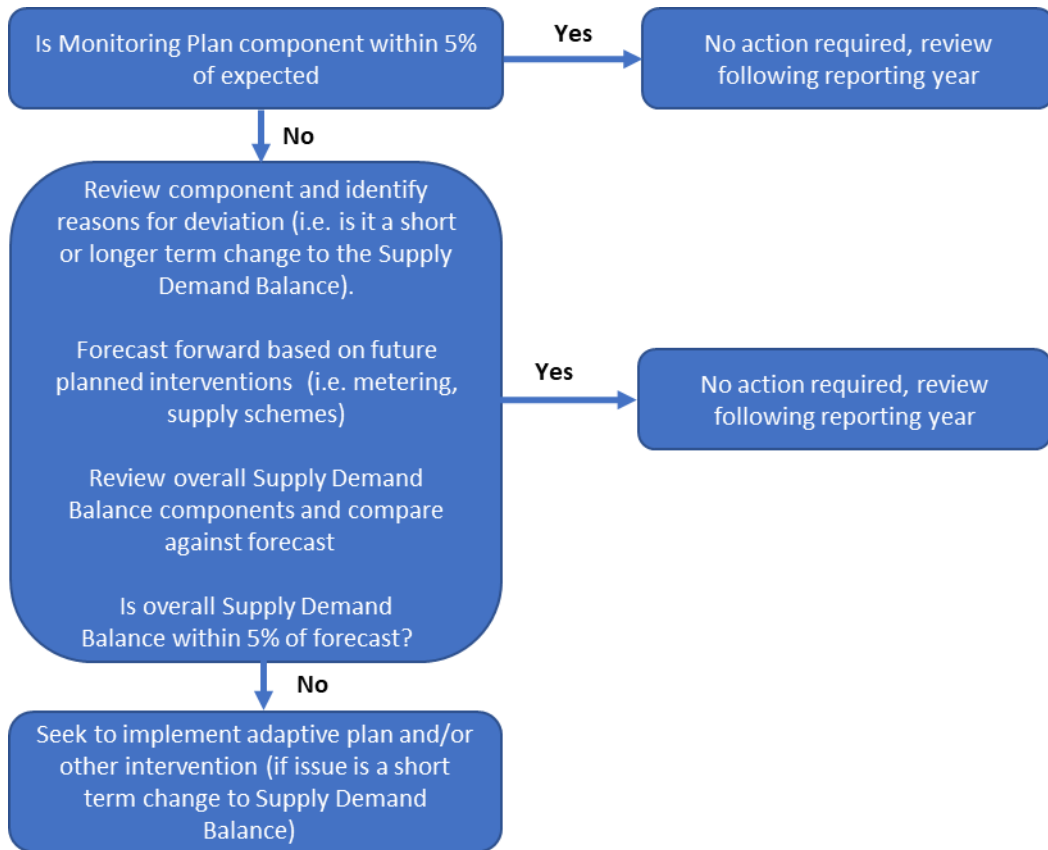 Is Monitoring Plan component within 5%
of expected
Yes
No action required, review
following reporting year
No
Review component and identify
reasons for deviation (i.e. is it a short
or longer term change to the Supply
Demand Balance).
Forecast forward based on future
planned interventions (i.e. metering,
supply schemes)
Review overall Supply Demand
Balance components and compare
against forecast
Is overall Supply Demand
Balance within 5% of forecast?
Yes
No action required, review
following reporting year
No
Seek to implement adaptive plan and/or
other intervention (if issue is a short
term change to Supply Demand
Balance)